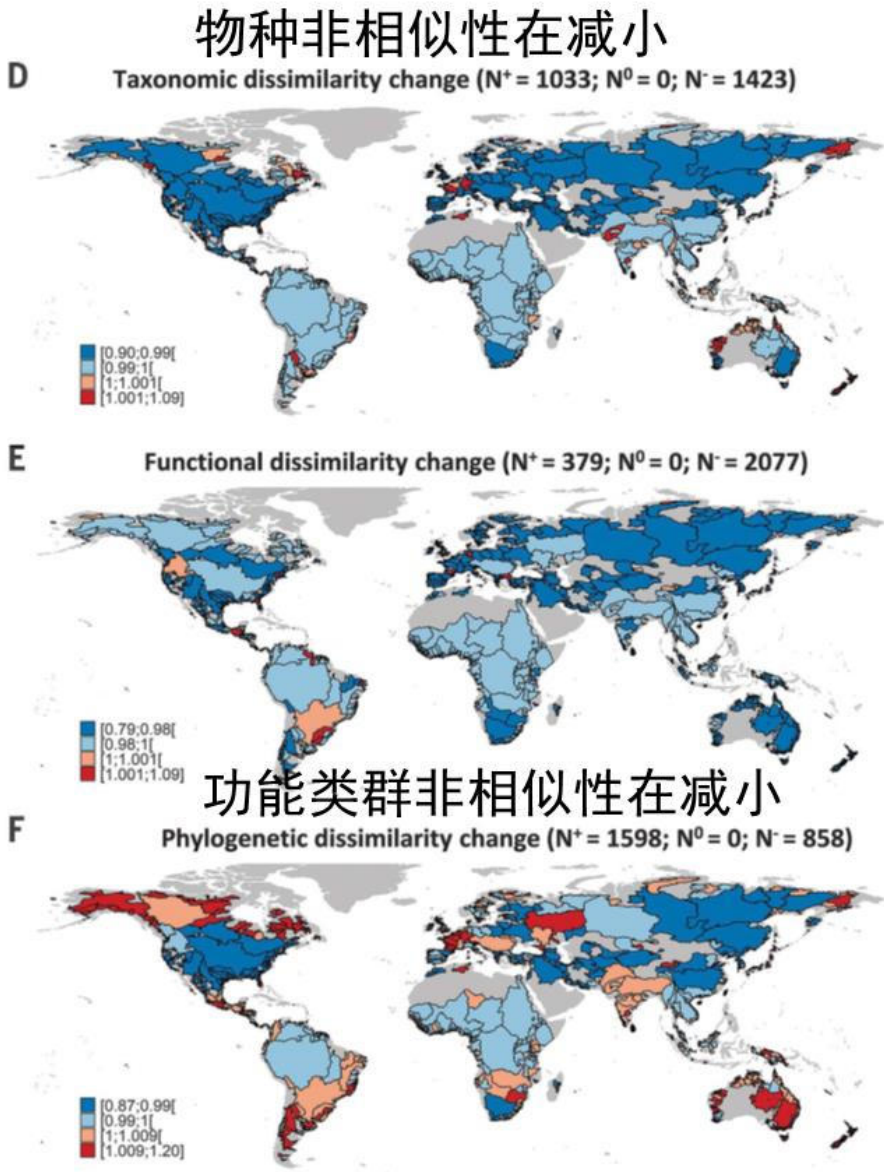 物种非相似性在减小
D
Taxonomic dissimilarity change (N⁺ = 1033; N⁰ = 0; N⁻ = 1423)
[0.90;0.99[
[0.99;1[
[1;1.001[
[1.001;1.09]
E
Functional dissimilarity change (N⁺ = 379; N⁰ = 0; N⁻ = 2077)
[0.79;0.98[
[0.98;1[
[1;1.001[
[1.001;1.09]
功能类群非相似性在减小
F
Phylogenetic dissimilarity change (N⁺ = 1598; N⁰ = 0; N⁻ = 858)
[0.87;0.99[
[0.99;1[
[1;1.009[
[1.009;1.20]